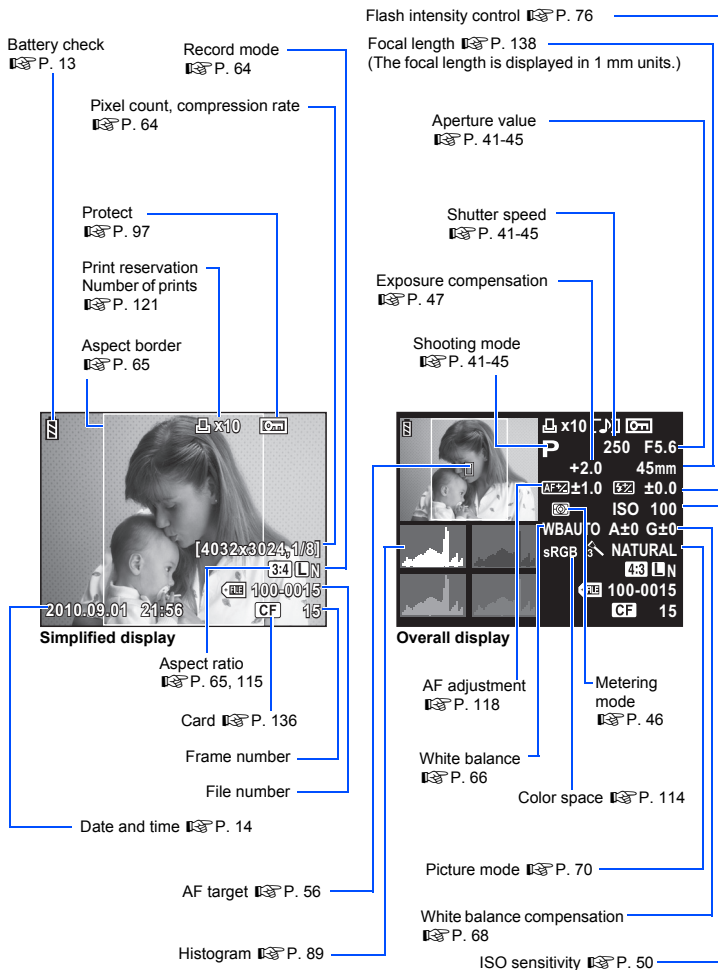 Flash intensity control P. 76
Battery check
P. 13
Record mode
P. 64
Focal length P. 138
(The focal length is displayed in 1 mm units.)
Pixel count, compression rate
P. 64
Aperture value
P. 41-45
Protect
P. 97
Shutter speed
P. 41-45
Print reservation
Number of prints
P. 121
Exposure compensation
P. 47
Aspect border
P. 65
Shooting mode
P. 41-45
x10
[4032x3024,1/8]
3:4 L N
FILE 100-0015
2010.09.01 21:56 CF 15
Simplified display
x10
P 250 F5.6
+2.0 45mm
AF ±1.0 ±0.0
ISO 100
WBAUTO A±0 G±0
sRGB 3 NATURAL
4:3 L N
FILE 100-0015
CF 15
Overall display
Aspect ratio
P. 65, 115
Card P. 136
Frame number
File number
Date and time P. 14
AF adjustment
P. 118
Metering
mode
P. 46
White balance
P. 66
Color space P. 114
Picture mode P. 70
AF target P. 56
White balance compensation
P. 68
Histogram P. 89
ISO sensitivity P. 50